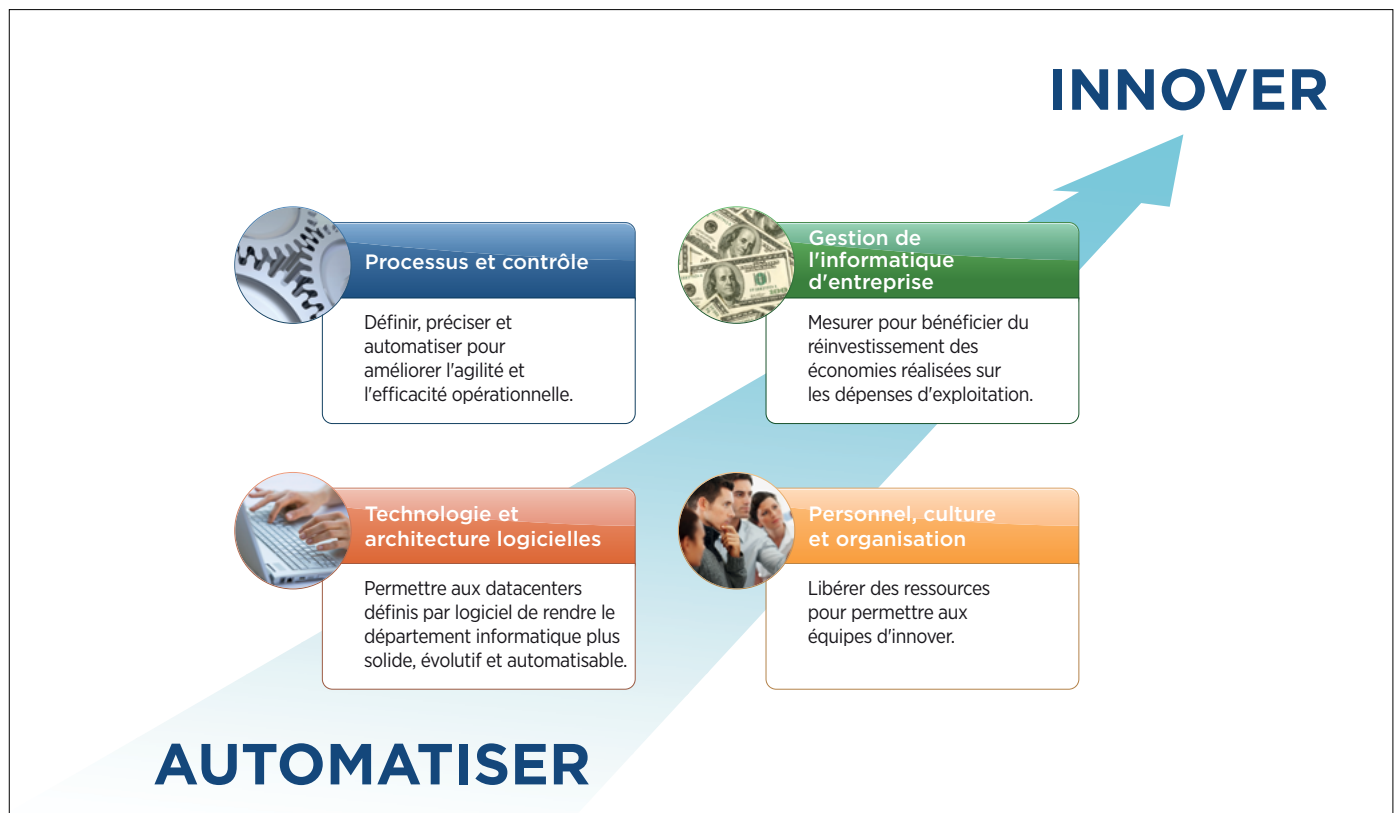 INNOVER
Processus et contrôle
Définir, préciser et
automatiser pour
améliorer l'agilité et
l'efficacité opérationnelle.
Gestion de
l'informatique
d'entreprise
Mesurer pour bénéficier du
réinvestissement des
économies réalisées sur
les dépenses d'exploitation.
Technologie et
architecture logicielles
Permettre aux datacenters
définis par logiciel de rendre le
département informatique plus
solide, évolutif et automatisable.
Personnel, culture
et organisation
Libérer des ressources
pour permettre aux
équipes d'innover.
AUTOMATISER